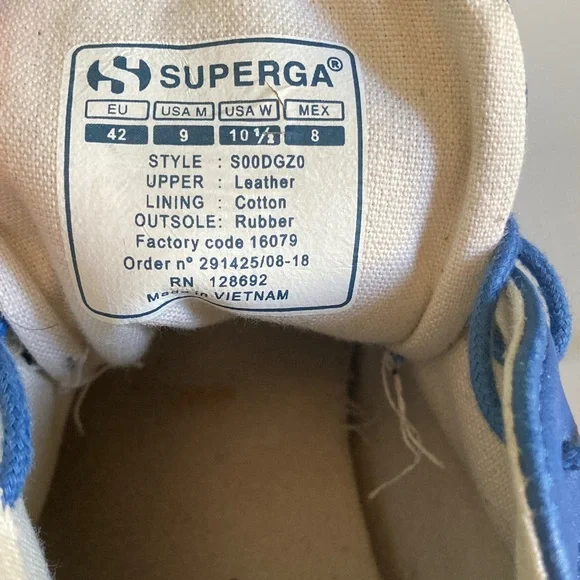 SUPERGA®
EU USA M USA W MEX
42 9 10 ½ 8
STYLE : S00DGZ0
UPPER : Leather
LINING : Cotton
OUTSOLE: Rubber
Factory code 16079
Order n° 291425/08-18
RN 128692
Made in VIETNAM